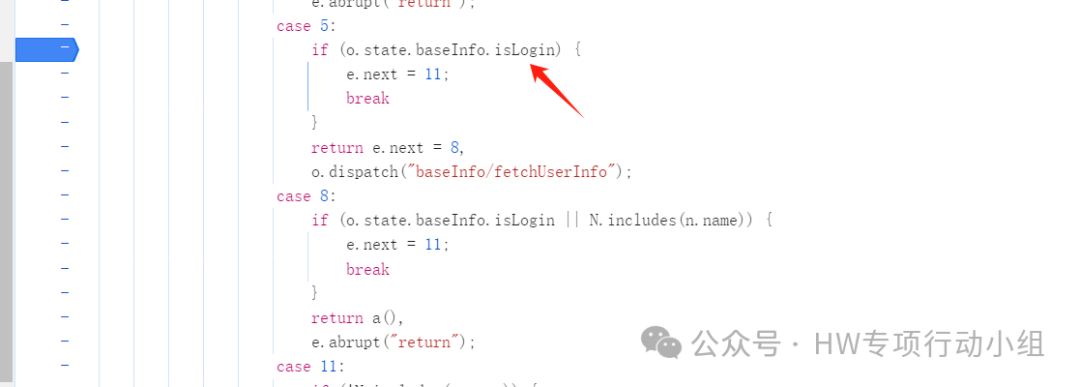 e.abrupt("return");
case 5:
if (o.state.baseInfo.isLogin) {
e.next = 11;
break
}
return e.next = 8,
o.dispatch("baseInfo/fetchUserInfo");
case 8:
if (o.state.baseInfo.isLogin || N.includes(n.name)) {
e.next = 11;
break
}
return a(),
e.abrupt("return");
case 11:
公众号 · HW专项行动小组